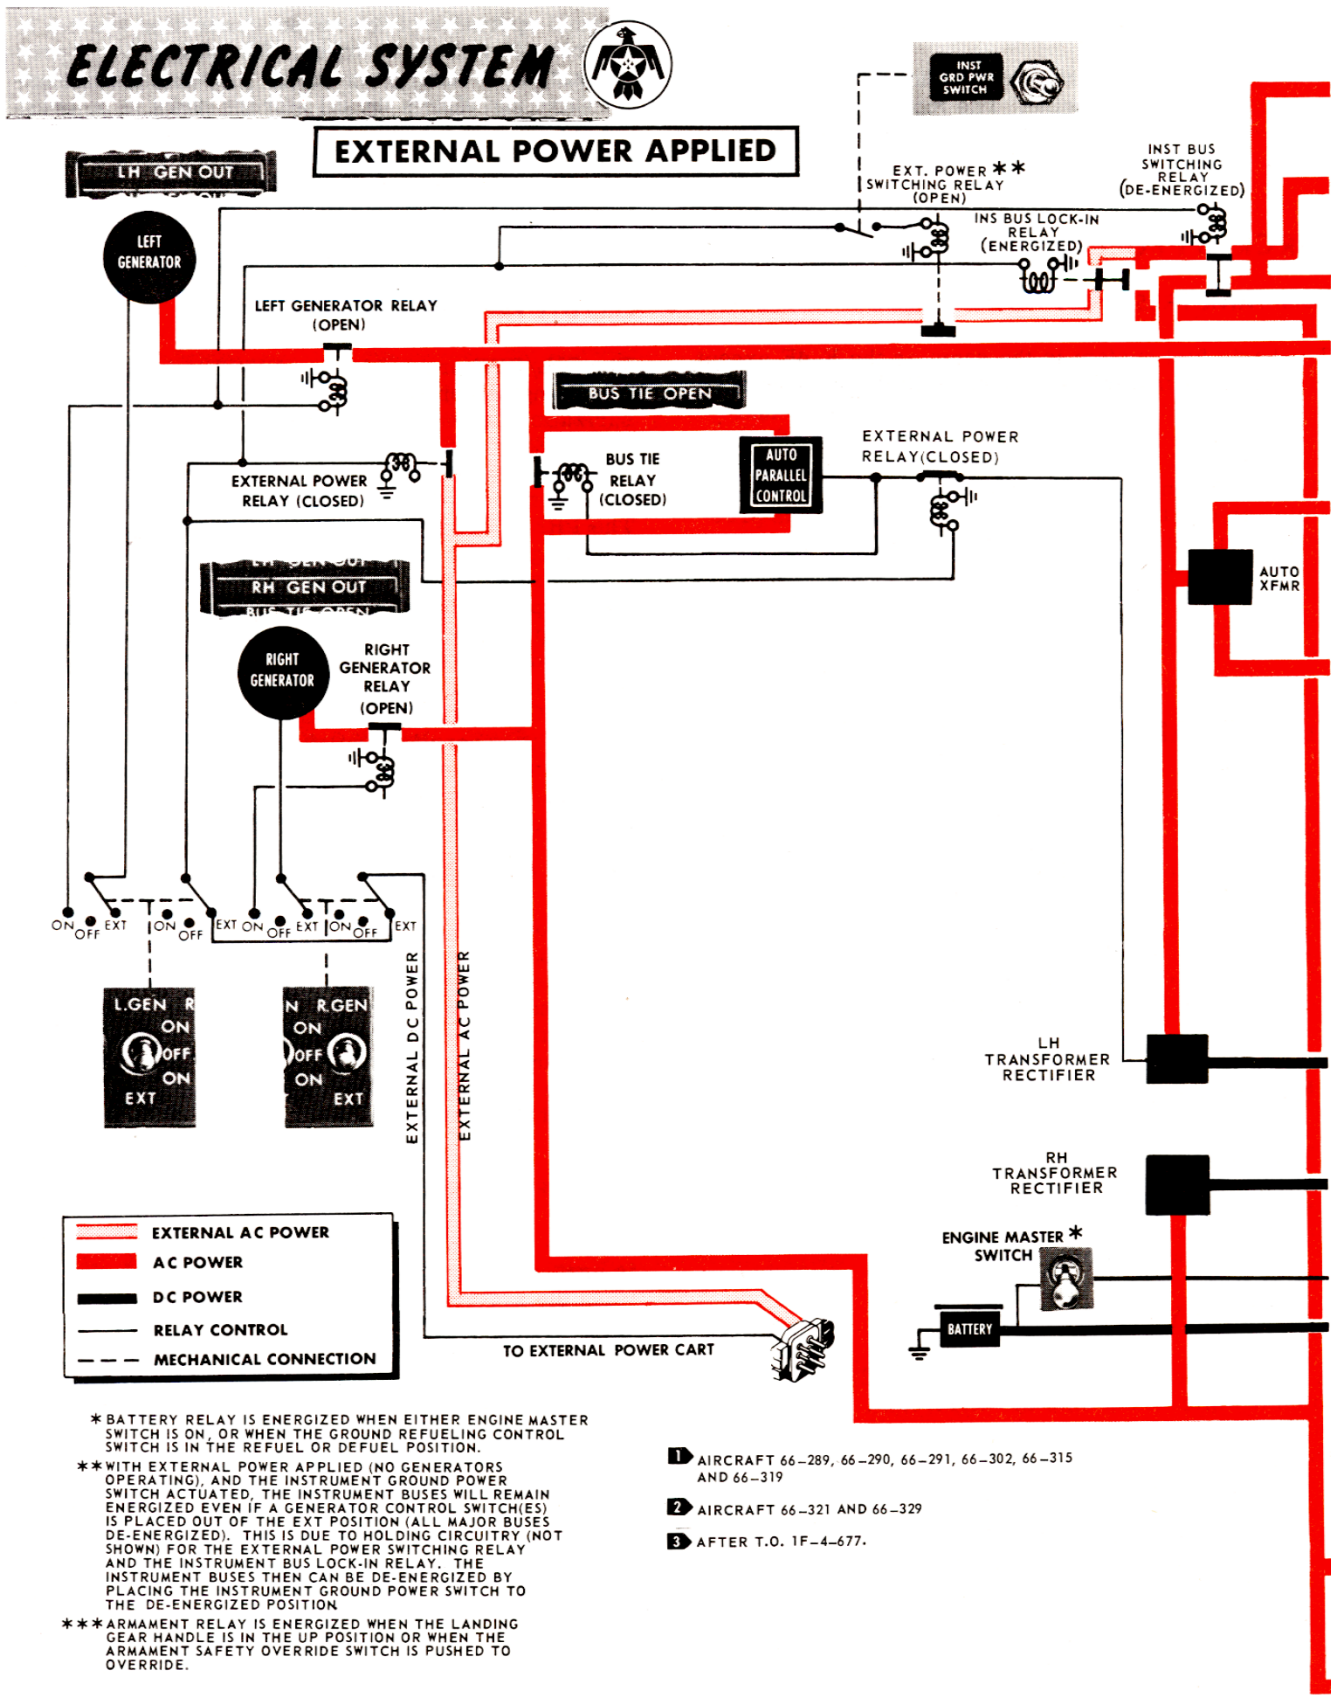 ELECTRICAL SYSTEM
EXTERNAL POWER APPLIED
INST
GRD PWR
SWITCH
LH GEN OUT
LEFT
GENERATOR
EXT. POWER **
SWITCHING RELAY
(OPEN)
INST BUS
SWITCHING
RELAY
(DE-ENERGIZED)
INS BUS LOCK-IN
RELAY
(ENERGIZED)
LEFT GENERATOR RELAY
(OPEN)
BUS TIE OPEN
EXTERNAL POWER
RELAY (CLOSED)
BUS TIE
RELAY
(CLOSED)
AUTO
PARALLEL
CONTROL
EXTERNAL POWER
RELAY(CLOSED)
LH GEN OUT
RH GEN OUT
BUS TIE OPEN
AUTO
XFMR
RIGHT
GENERATOR
RIGHT
GENERATOR
RELAY
(OPEN)
ON OFF EXT ON OFF EXT ON OFF EXT ON OFF EXT
EXTERNAL DC POWER
EXTERNAL AC POWER
L.GEN R
ON
OFF
ON
EXT
N R.GEN
ON
OFF
ON
EXT
LH
TRANSFORMER
RECTIFIER
RH
TRANSFORMER
RECTIFIER
ENGINE MASTER *
SWITCH
BATTERY
TO EXTERNAL POWER CART
EXTERNAL AC POWER
AC POWER
DC POWER
RELAY CONTROL
MECHANICAL CONNECTION
* BATTERY RELAY IS ENERGIZED WHEN EITHER ENGINE MASTER
SWITCH IS ON, OR WHEN THE GROUND REFUELING CONTROL
SWITCH IS IN THE REFUEL OR DEFUEL POSITION.
** WITH EXTERNAL POWER APPLIED (NO GENERATORS
OPERATING), AND THE INSTRUMENT GROUND POWER
SWITCH ACTUATED, THE INSTRUMENT BUSES WILL REMAIN
ENERGIZED EVEN IF A GENERATOR CONTROL SWITCH(ES)
IS PLACED OUT OF THE EXT POSITION (ALL MAJOR BUSES
DE-ENERGIZED). THIS IS DUE TO HOLDING CIRCUITRY (NOT
SHOWN) FOR THE EXTERNAL POWER SWITCHING RELAY
AND THE INSTRUMENT BUS LOCK-IN RELAY. THE
INSTRUMENT BUSES THEN CAN BE DE-ENERGIZED BY
PLACING THE INSTRUMENT GROUND POWER SWITCH TO
THE DE-ENERGIZED POSITION
*** ARMAMENT RELAY IS ENERGIZED WHEN THE LANDING
GEAR HANDLE IS IN THE UP POSITION OR WHEN THE
ARMAMENT SAFETY OVERRIDE SWITCH IS PUSHED TO
OVERRIDE.
1 AIRCRAFT 66-289, 66-290, 66-291, 66-302, 66-315
AND 66-319
2 AIRCRAFT 66-321 AND 66-329
3 AFTER T.O. 1F-4-677.